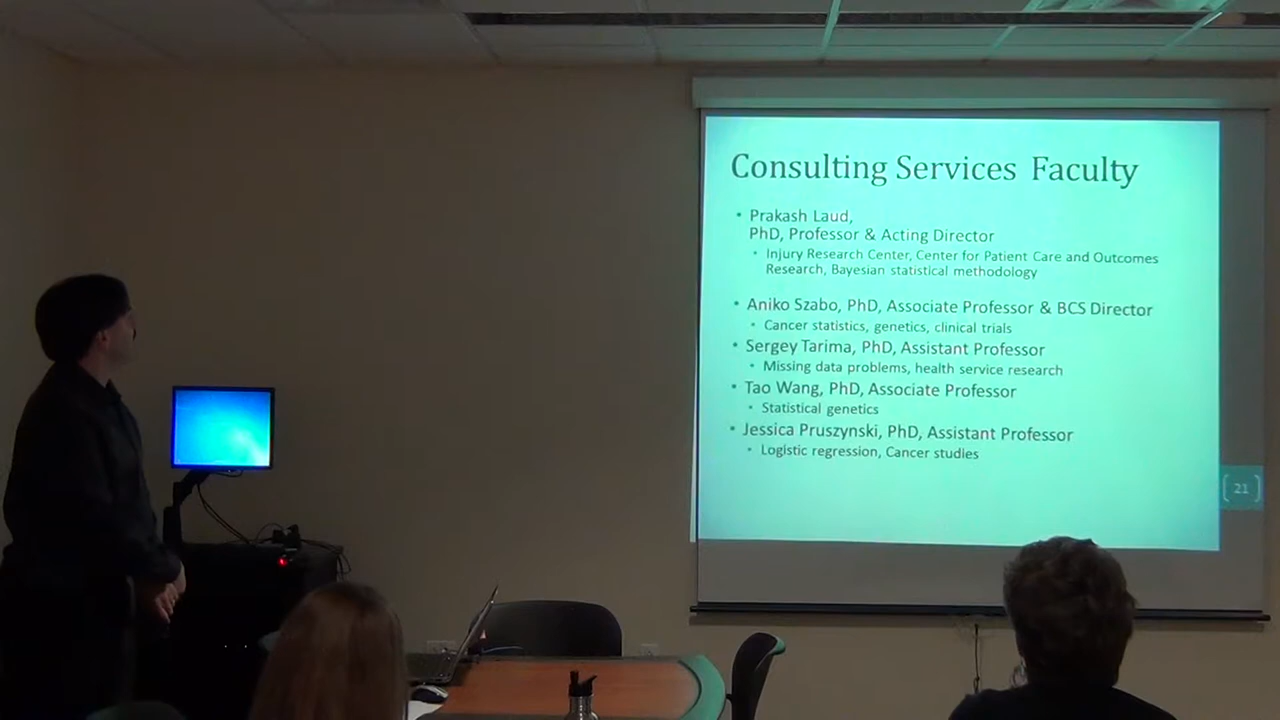 Consulting Services Faculty
• Prakash Laud,
PhD, Professor & Acting Director
• Injury Research Center, Center for Patient Care and Outcomes
Research, Bayesian statistical methodology
• Aniko Szabo, PhD, Associate Professor & BCS Director
• Cancer statistics, genetics, clinical trials
• Sergey Tarima, PhD, Assistant Professor
• Missing data problems, health service research
• Tao Wang, PhD, Associate Professor
• Statistical genetics
• Jessica Pruszynski, PhD, Assistant Professor
• Logistic regression, Cancer studies
[ 21 ]